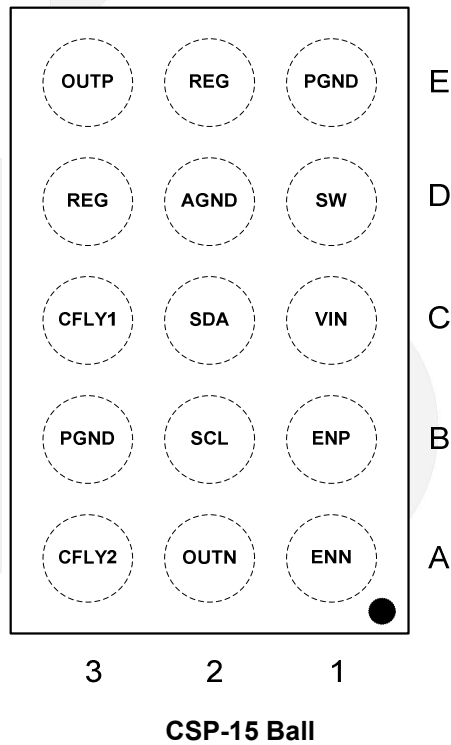 OUTP REG PGND E
REG AGND SW D
CFLY1 SDA VIN C
PGND SCL ENP B
CFLY2 OUTN ENN A
3 2 1
CSP-15 Ball